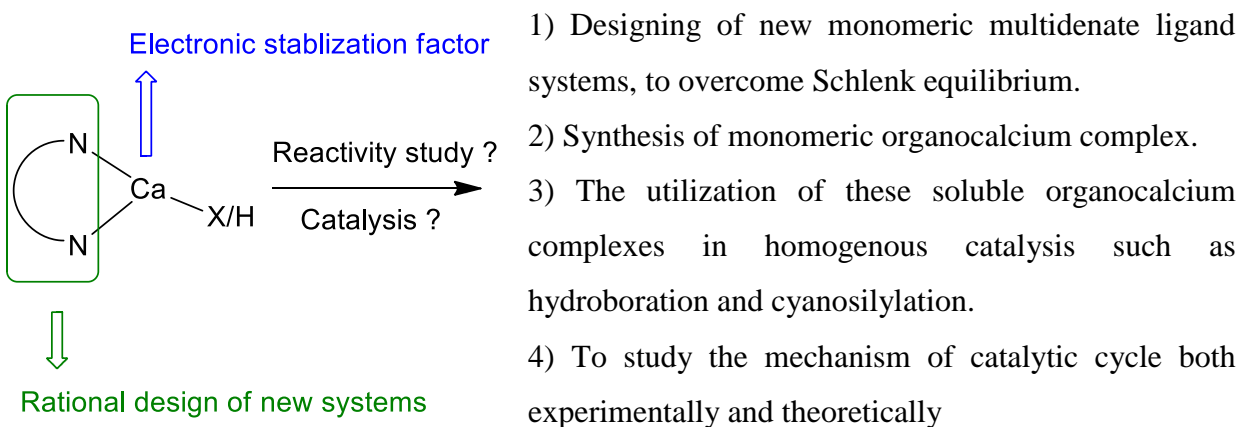 Electronic stablization factor
N
Ca
X/H
N
Reactivity study ?
Catalysis ?
Rational design of new systems
1) Designing of new monomeric multidenate ligand
systems, to overcome Schlenk equilibrium.
2) Synthesis of monomeric organocalcium complex.
3) The utilization of these soluble organocalcium
complexes in homogenous catalysis such as
hydroboration and cyanosilylation.
4) To study the mechanism of catalytic cycle both
experimentally and theoretically